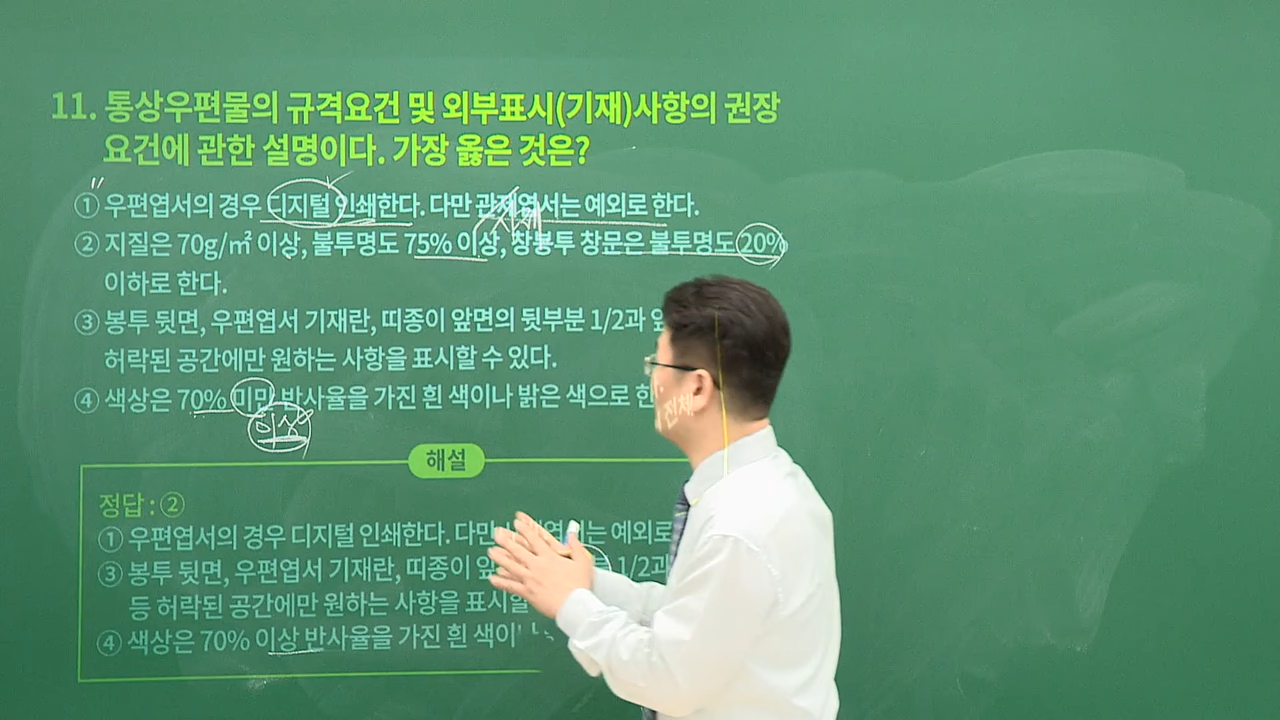 11. 통상우편물의 규격요건 및 외부표시(기재)사항의 권장
요건에 관한 설명이다. 가장 옳은 것은?
① 우편엽서의 경우 디지털 인쇄한다. 다만 관제엽서는 예외로 한다.
사제
② 지질은 70g/㎡ 이상, 불투명도 75% 이상, 창봉투 창문은 불투명도 20%
이하로 한다.
③ 봉투 뒷면, 우편엽서 기재란, 띠종이 앞면의 뒷부분 1/2과
허락된 공간에만 원하는 사항을 표시할 수 있다.
④ 색상은 70% 미만 반사율을 가진 흰 색이나 밝은 색으로
이상
해설
정답 : ②
① 우편엽서의 경우 디지털 인쇄한다. 다만 예외로
③ 봉투 뒷면, 우편엽서 기재란, 띠종이 1/2과
등 허락된 공간에만 원하는 사항을 표시할
④ 색상은 70% 이상 반사율을 가진 흰 색이